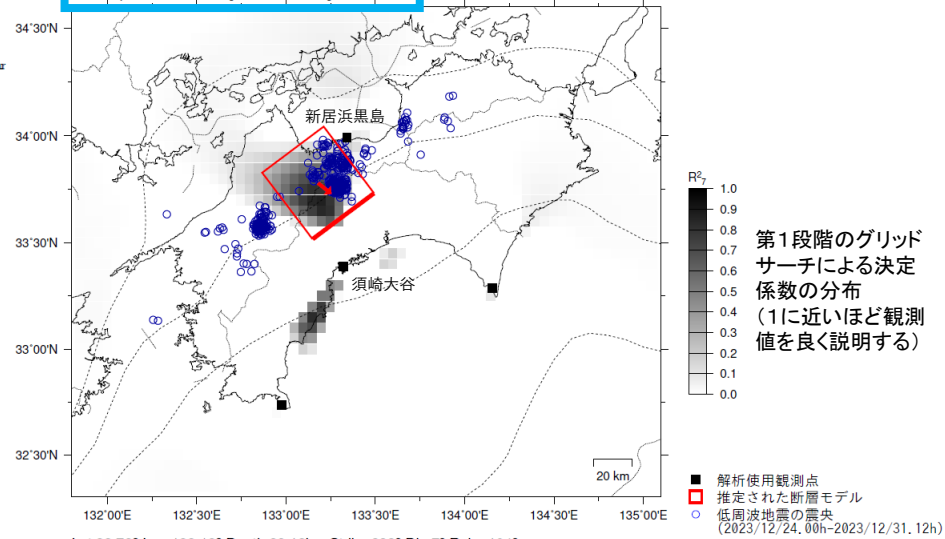 34°30'N
34°00'N
33°30'N
33°00'N
32°30'N
132°00'E
132°30'E
133°00'E
133°30'E
134°00'E
134°30'E
135°00'E
新居浜黒島
須崎大谷
20 km
R²₇
1.0
0.9
0.8
0.7
0.6
0.5
0.4
0.3
0.2
0.1
0.0
第1段階のグリッド
サーチによる決定
係数の分布
(1に近いほど観測
値を良く説明する)
解析使用観測点
推定された断層モデル
低周波地震の震央
(2023/12/24.00h-2023/12/31.12h)